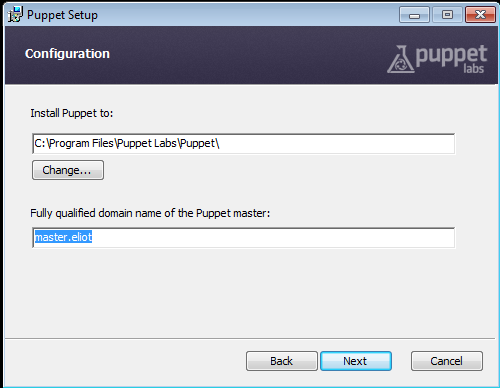 Puppet Setup
Configuration
puppet
labs
Install Puppet to:
C:\Program Files\Puppet Labs\Puppet\
Change...
Fully qualified domain name of the Puppet master:
master.eliot
Back Next Cancel